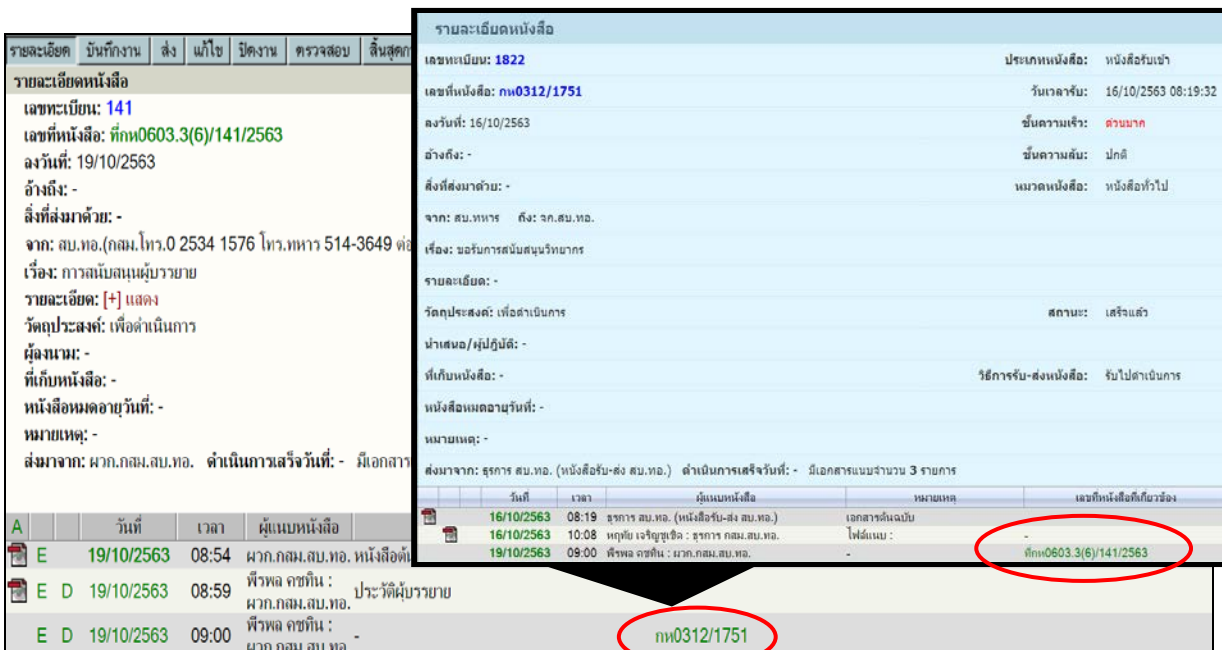 รายละเอียด บันทึกงาน ส่ง แก้ไข ปิดงาน ตรวจสอบ
รายละเอียดหนังสือ
เลขทะเบียน: 141
เลขที่หนังสือ: ที่กห0603.3(6)/141/2563
ลงวันที่: 19/10/2563
อ้างถึง: -
สิ่งที่ส่งมาด้วย: -
จาก: สบ.ทอ.(กสม.โทร.0 2534 1576 โทร.ทหาร 514-3649 ต่อ
เรื่อง: การสนับสนุนผู้บรรยาย
รายละเอียด: [+] แสดง
วัตถุประสงค์: เพื่อดำเนินการ
ผู้ลงนาม: -
ที่เก็บหนังสือ: -
หนังสือหมดอายุวันที่: -
หมายเหตุ: -
ส่งมาจาก: ผวก.กสม.สบ.ทอ. ดำเนินการเสร็จวันที่: - มีเอกสาร
A วันที่ เวลา ผู้แนบหนังสือ
E 19/10/2563 08:54 ผวก.กสม.สบ.ทอ. หนังสือต้น
E D 19/10/2563 08:59 พีรพล คชทิน : ผวก.กสม.สบ.ทอ. ประวัติผู้บรรยาย
E D 19/10/2563 09:00 พีรพล คชทิน : ผวก.กสม.สบ.ทอ. - กห0312/1751
รายละเอียดหนังสือ
เลขทะเบียน: 1822 ประเภทหนังสือ: หนังสือรับเข้า
เลขที่หนังสือ: กห0312/1751 วันเวลารับ: 16/10/2563 08:19:32
ลงวันที่: 16/10/2563 ชั้นความเร็ว: ด่วนมาก
อ้างถึง: - ชั้นความลับ: ปกติ
สิ่งที่ส่งมาด้วย: - หมวดหนังสือ: หนังสือทั่วไป
จาก: สบ.ทหาร ถึง: จก.สบ.ทอ.
เรื่อง: ขอรับการสนับสนุนวิทยากร
รายละเอียด: -
วัตถุประสงค์: เพื่อดำเนินการ สถานะ: เสร็จแล้ว
นำเสนอ/ผู้ปฏิบัติ: -
ที่เก็บหนังสือ: - วิธีการรับ-ส่งหนังสือ: รับไปดำเนินการ
หนังสือหมดอายุวันที่: -
หมายเหตุ: -
ส่งมาจาก: ธุรการ สบ.ทอ. (หนังสือรับ-ส่ง สบ.ทอ.) ดำเนินการเสร็จวันที่: - มีเอกสารแนบจำนวน 3 รายการ
วันที่ เวลา ผู้แนบหนังสือ หมายเหตุ เลขที่หนังสือที่เกี่ยวข้อง
16/10/2563 08:19 ธุรการ สบ.ทอ. (หนังสือรับ-ส่ง สบ.ทอ.) เอกสารต้นฉบับ
16/10/2563 10:08 หฤทัย เจริญชูเชิด : ธุรการ กสม.สบ.ทอ. ไฟล์แนบ : -
19/10/2563 09:00 พีรพล คชทิน : ผวก.กสม.สบ.ทอ. - ที่กห0603.3(6)/141/2563